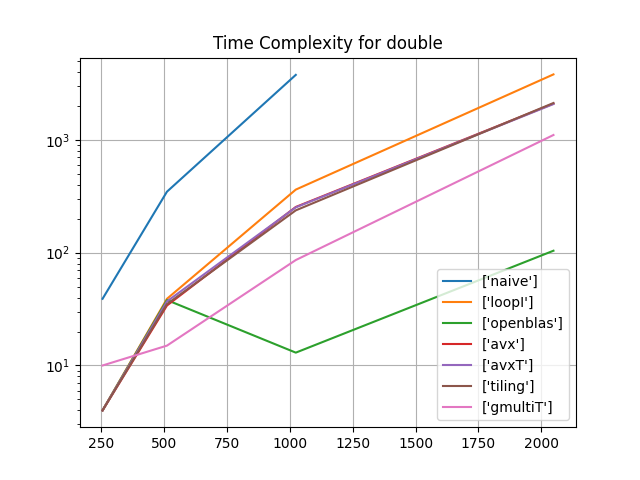 Time Complexity for double
10³
10²
10¹
250
500
750
1000
1250
1500
1750
2000
['naive']
['loopI']
['openblas']
['avx']
['avxT']
['tiling']
['gmultiT']